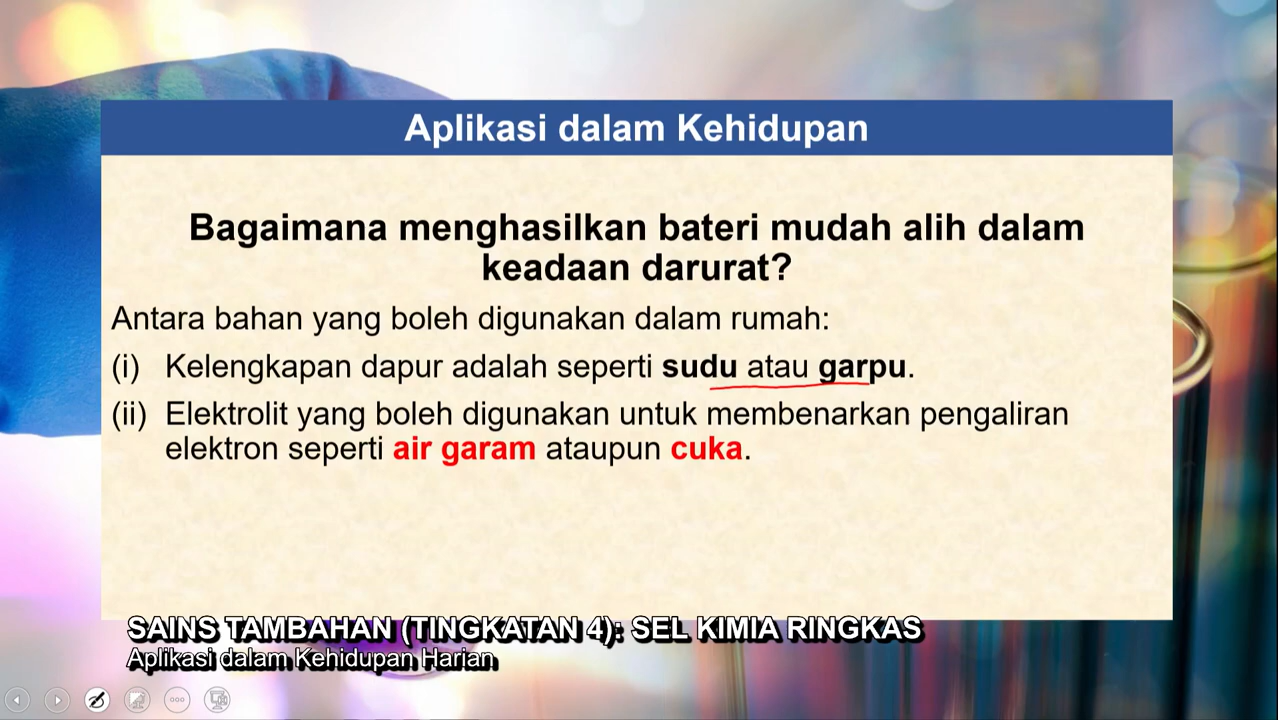 Aplikasi dalam Kehidupan
Bagaimana menghasilkan bateri mudah alih dalam
keadaan darurat?
Antara bahan yang boleh digunakan dalam rumah:
(i) Kelengkapan dapur adalah seperti sudu atau garpu.
(ii) Elektrolit yang boleh digunakan untuk membenarkan pengaliran
elektron seperti air garam ataupun cuka.
SAINS TAMBAHAN (TINGKATAN 4): SEL KIMIA RINGKAS
Aplikasi dalam Kehidupan Harian